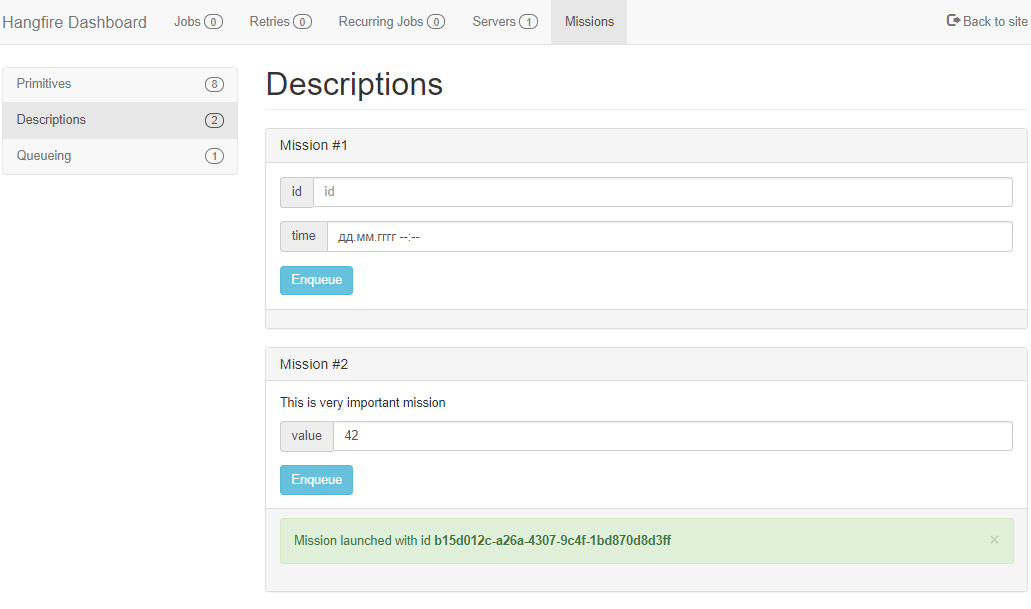 Hangfire Dashboard Jobs 0 Retries 0 Recurring Jobs 0 Servers 1 Missions Back to site
Primitives 8
Descriptions 2
Queueing 1
Descriptions
Mission #1
id id
time дд.мм.гггг --:--
Enqueue
Mission #2
This is very important mission
value 42
Enqueue
Mission launched with id b15d012c-a26a-4307-9c4f-1bd870d8d3ff ×